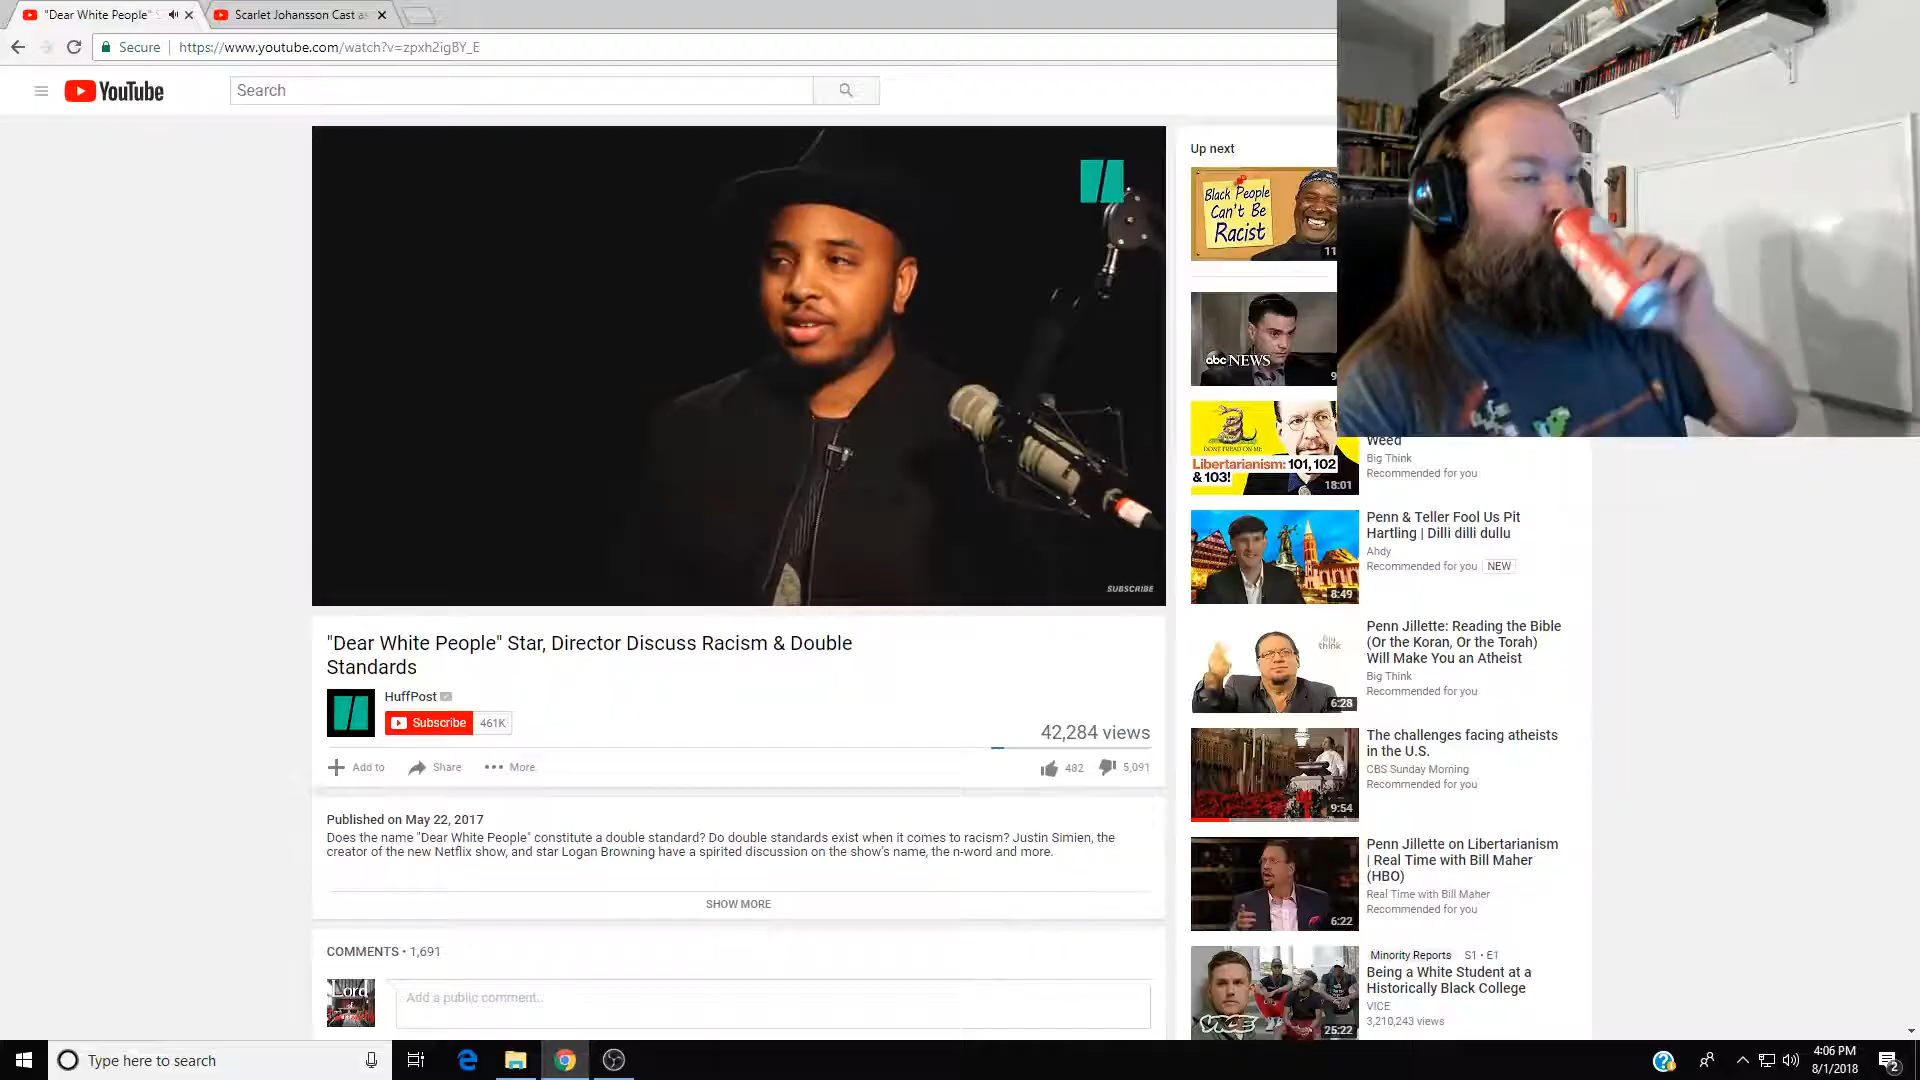 "Dear White People" S
Scarlet Johansson Cast as
Secure
https://www.youtube.com/watch?v=zpxh2igBY_E
YouTube
Search
SUBSCRIBE
"Dear White People" Star, Director Discuss Racism & Double
Standards
HuffPost
Subscribe 461K
42,284 views
Add to
Share
More
482
5,091
Published on May 22, 2017
Does the name "Dear White People" constitute a double standard? Do double standards exist when it comes to racism? Justin Simien, the
creator of the new Netflix show, and star Logan Browning have a spirited discussion on the show's name, the n-word and more.
SHOW MORE
COMMENTS • 1,691
Lord
Add a public comment..
Up next
Black People
Can't Be
Racist
11
abc NEWS
9
DONT TREAD ON ME
Libertarianism: 101, 102
& 103!
18:01
Weed
Big Think
Recommended for you
8:49
Penn & Teller Fool Us Pit
Hartling | Dilli dilli dullu
Ahdy
Recommended for you NEW
big
think
6:28
Penn Jillette: Reading the Bible
(Or the Koran, Or the Torah)
Will Make You an Atheist
Big Think
Recommended for you
9:54
The challenges facing atheists
in the U.S.
CBS Sunday Morning
Recommended for you
6:22
Penn Jillette on Libertarianism
| Real Time with Bill Maher
(HBO)
Real Time with Bill Maher
Recommended for you
VICE
25:22
Minority Reports S1 • E1
Being a White Student at a
Historically Black College
VICE
3,210,243 views
Type here to search
4:06 PM
8/1/2018
2